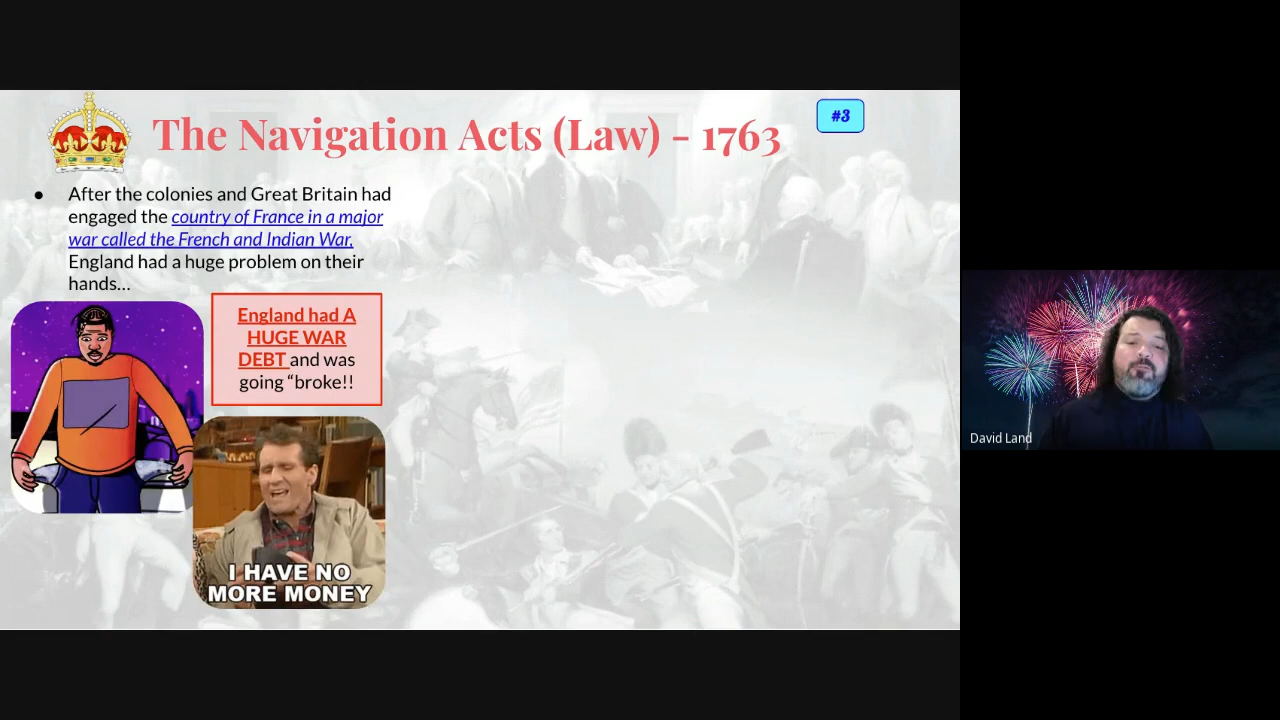 The Navigation Acts (Law) - 1763
#3
● After the colonies and Great Britain had
engaged the country of France in a major
war called the French and Indian War,
England had a huge problem on their
hands...
England had A
HUGE WAR
DEBT and was
going “broke!!
I HAVE NO
MORE MONEY
David Land